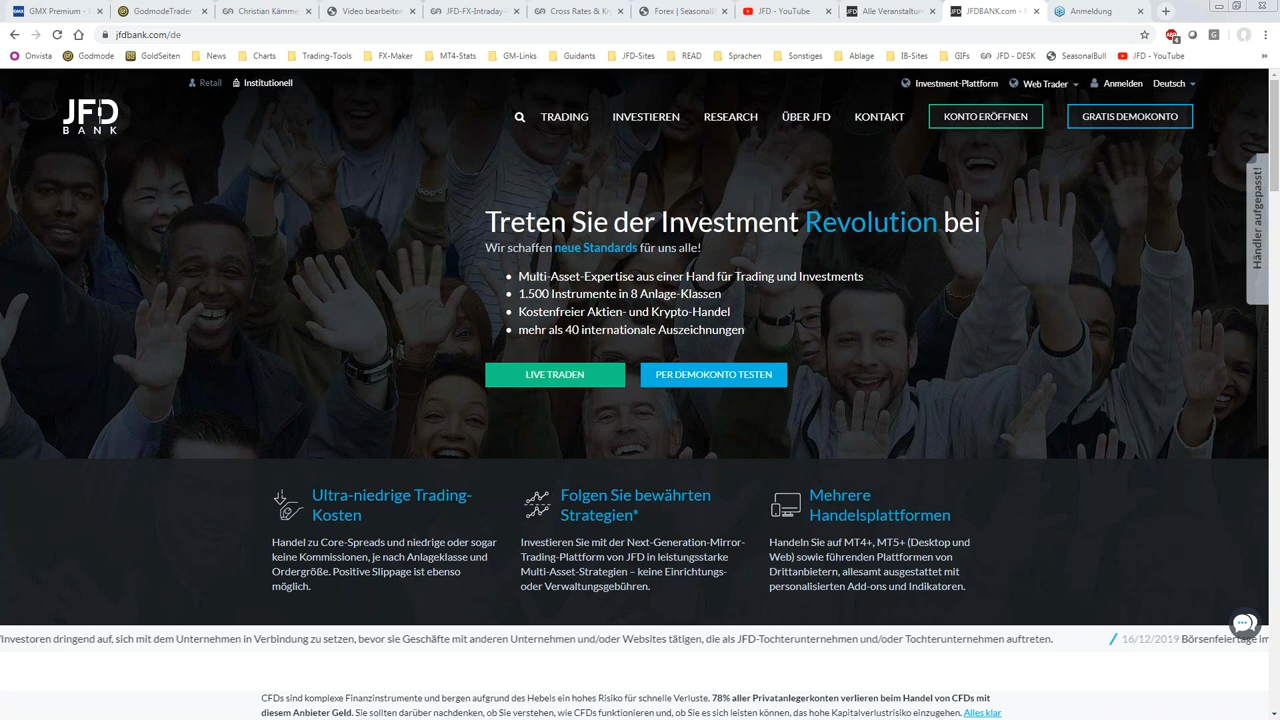 GMX Premium -
GodmodeTrader
Christian Kämme
Video bearbeiten
JFD-FX-Intraday-
Cross Rates & Kr
Forex | Seasonal
JFD - YouTube
Alle Veranstaltun
JFDBANK.com -
Anmeldung
jfdbank.com/de
Onvista
Godmode
GoldSeiten
News
Charts
Trading-Tools
FX-Maker
MT4-Stats
GM-Links
Guidants
JFD-Sites
READ
Sprachen
Sonstiges
Ablage
IB-Sites
GIFs
JFD - DESK
SeasonalBull
JFD - YouTube
Retail
Institutionell
Investment-Plattform
Web Trader
Anmelden
Deutsch
JFD
BANK
TRADING
INVESTIEREN
RESEARCH
ÜBER JFD
KONTAKT
KONTO ERÖFFNEN
GRATIS DEMOKONTO
Händler aufgepasst!
Treten Sie der Investment Revolution bei
Wir schaffen neue Standards für uns alle!
• Multi-Asset-Expertise aus einer Hand für Trading und Investments
• 1.500 Instrumente in 8 Anlage-Klassen
• Kostenfreier Aktien- und Krypto-Handel
• mehr als 40 internationale Auszeichnungen
LIVE TRADEN
PER DEMOKONTO TESTEN
Ultra-niedrige Trading-
Kosten
Handel zu Core-Spreads und niedrige oder sogar
keine Kommissionen, je nach Anlageklasse und
Ordergröße. Positive Slippage ist ebenso
möglich.
Folgen Sie bewährten
Strategien*
Investieren Sie mit der Next-Generation-Mirror-
Trading-Plattform von JFD in leistungsstarke
Multi-Asset-Strategien – keine Einrichtungs-
oder Verwaltungsgebühren.
Mehrere
Handelsplattformen
Handeln Sie auf MT4+, MT5+ (Desktop und
Web) sowie führenden Plattformen von
Drittanbietern, allesamt ausgestattet mit
personalisierten Add-ons und Indikatoren.
Investoren dringend auf, sich mit dem Unternehmen in Verbindung zu setzen, bevor sie Geschäfte mit anderen Unternehmen und/oder Websites tätigen, die als JFD-Tochterunternehmen und/oder Tochterunternehmen auftreten.
/ 16/12/2019 Börsenfeiertage im
CFDs sind komplexe Finanzinstrumente und bergen aufgrund des Hebels ein hohes Risiko für schnelle Verluste. 78% aller Privatanlegerkonten verlieren beim Handel von CFDs mit
diesem Anbieter Geld. Sie sollten darüber nachdenken, ob Sie verstehen, wie CFDs funktionieren und, ob Sie es sich leisten können, das hohe Kapitalverlustrisiko einzugehen. Alles klar